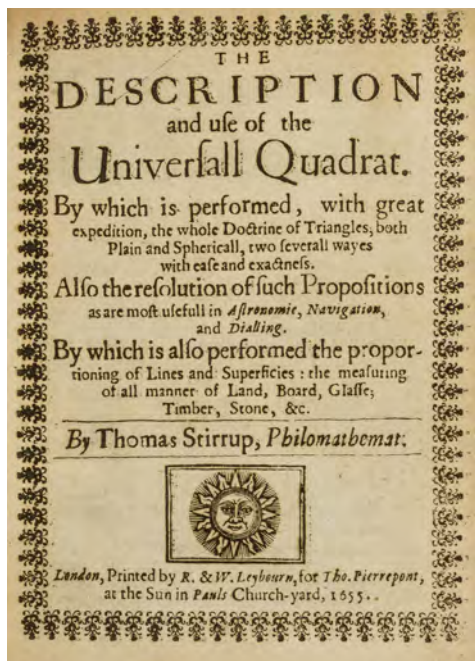 THE
DESCRIPTION
and uſe of the
Univerſall Quadrat.
By which is performed, with great
expedition, the whole Doctrine of Triangles, both
Plain and Sphericall, two ſeverall wayes
with eaſe and exactneſs.
Alſo the reſolution of ſuch Propoſitions
as are moſt uſefull in Aſtronomie, Navigation,
and Dialling.
By which is alſo performed the propor-
tioning of Lines and Superficies: the meaſuring
of all manner of Land, Board, Glaſſe,
Timber, Stone, &c.
By Thomas Stirrup, Philomathemat.
London, Printed by R. & W. Leybourn, for Tho. Pierrepont,
at the Sun in Pauls Church-yard, 1655.